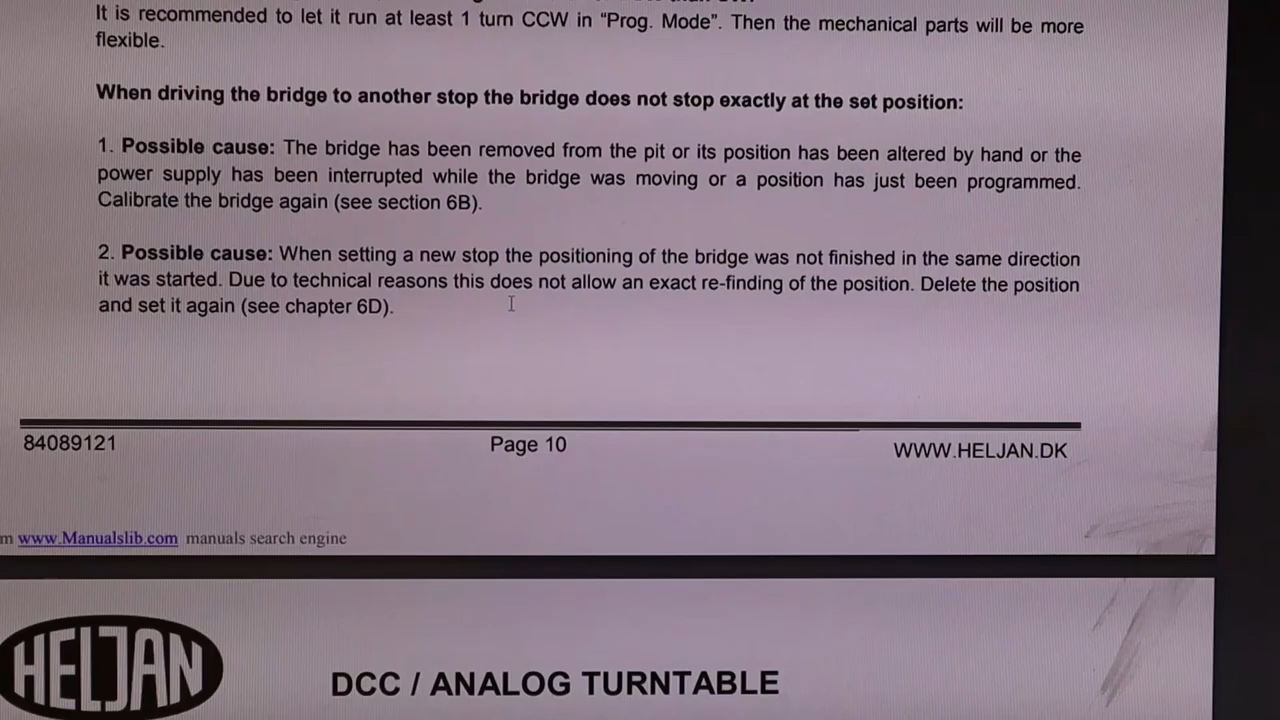 It is recommended to let it run at least 1 turn CCW in “Prog. Mode”. Then the mechanical parts will be more
flexible.
When driving the bridge to another stop the bridge does not stop exactly at the set position:
1. Possible cause: The bridge has been removed from the pit or its position has been altered by hand or the
power supply has been interrupted while the bridge was moving or a position has just been programmed.
Calibrate the bridge again (see section 6B).
2. Possible cause: When setting a new stop the positioning of the bridge was not finished in the same direction
it was started. Due to technical reasons this does not allow an exact re-finding of the position. Delete the position
and set it again (see chapter 6D).
84089121 Page 10 WWW.HELJAN.DK
m www.Manualslib.com manuals search engine
HELJAN
DCC / ANALOG TURNTABLE